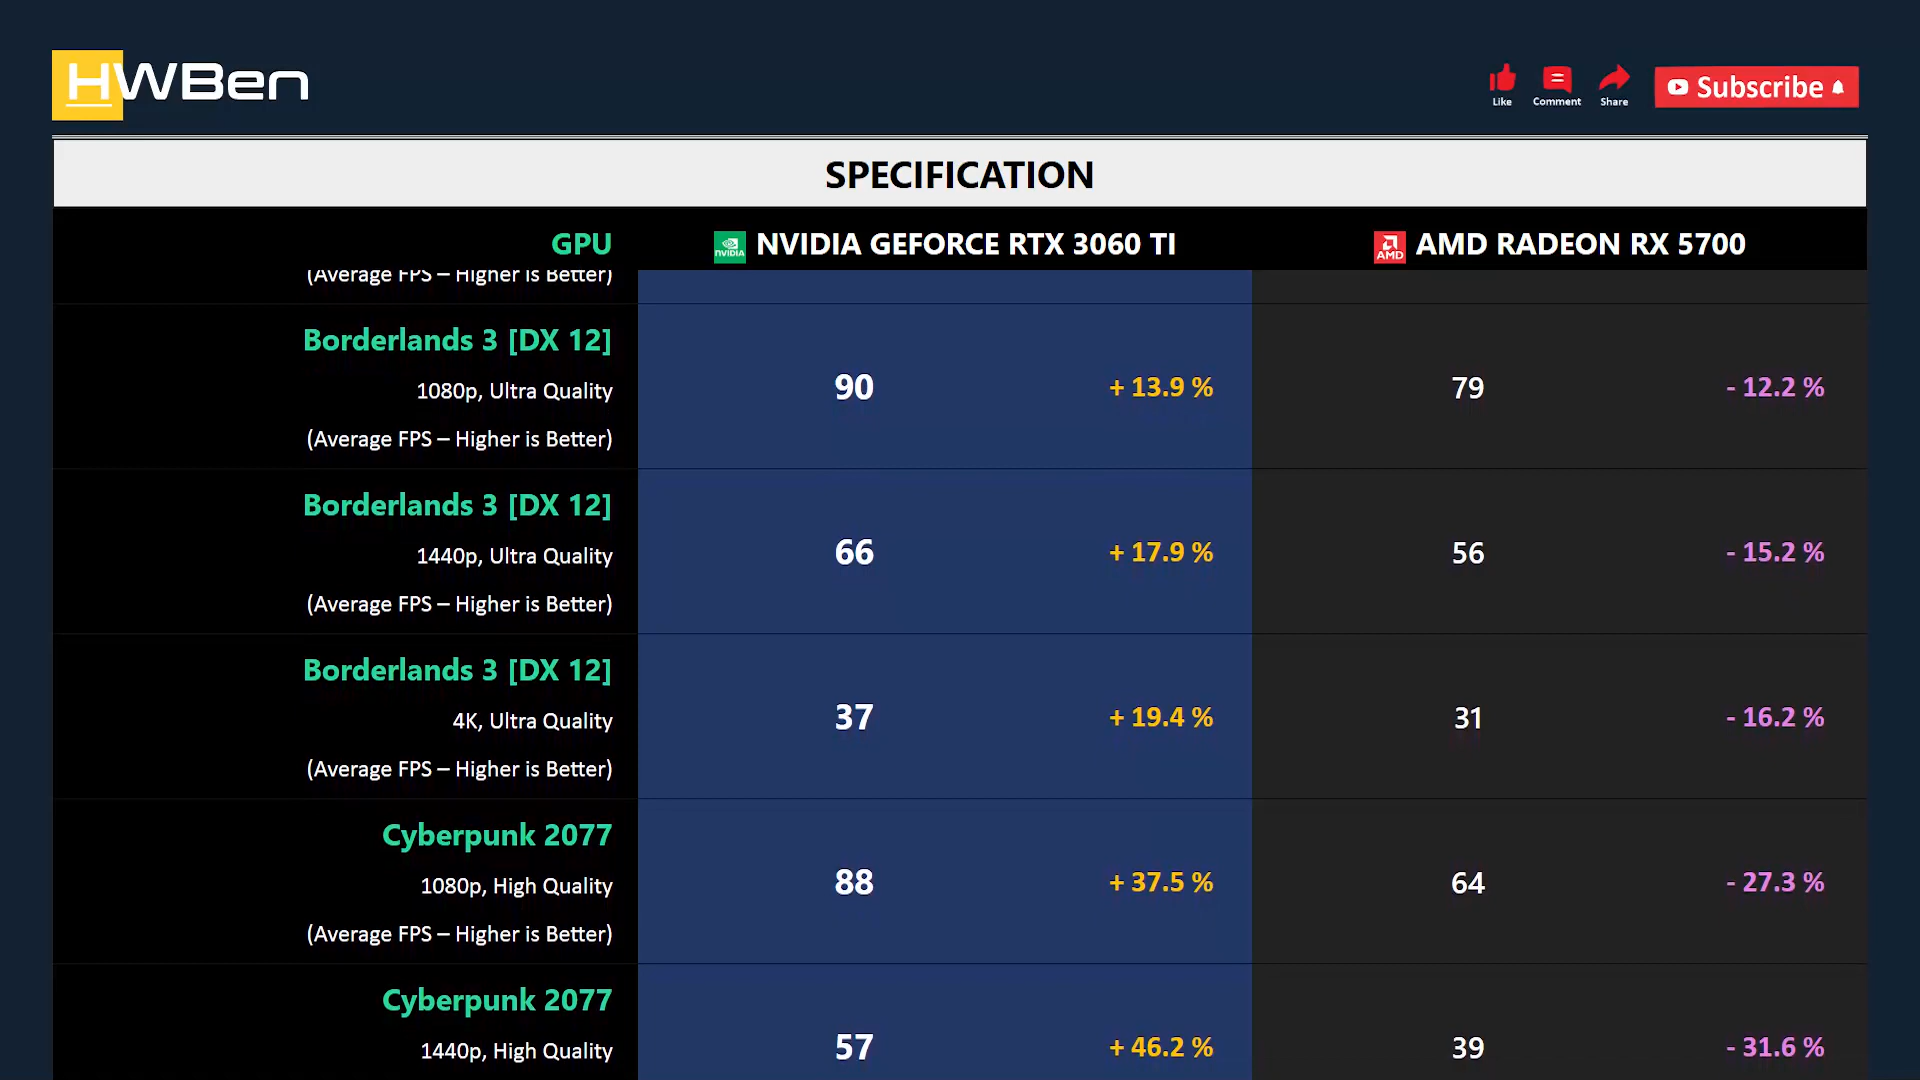 HWBen
Like Comment Share Subscribe
SPECIFICATION
GPU NVIDIA NVIDIA GEFORCE RTX 3060 TI AMD AMD RADEON RX 5700
(Average FPS – Higher is Better)
Borderlands 3 [DX 12]
1080p, Ultra Quality
(Average FPS – Higher is Better)
90 + 13.9 % 79 - 12.2 %
Borderlands 3 [DX 12]
1440p, Ultra Quality
(Average FPS – Higher is Better)
66 + 17.9 % 56 - 15.2 %
Borderlands 3 [DX 12]
4K, Ultra Quality
(Average FPS – Higher is Better)
37 + 19.4 % 31 - 16.2 %
Cyberpunk 2077
1080p, High Quality
(Average FPS – Higher is Better)
88 + 37.5 % 64 - 27.3 %
Cyberpunk 2077
1440p, High Quality
57 + 46.2 % 39 - 31.6 %